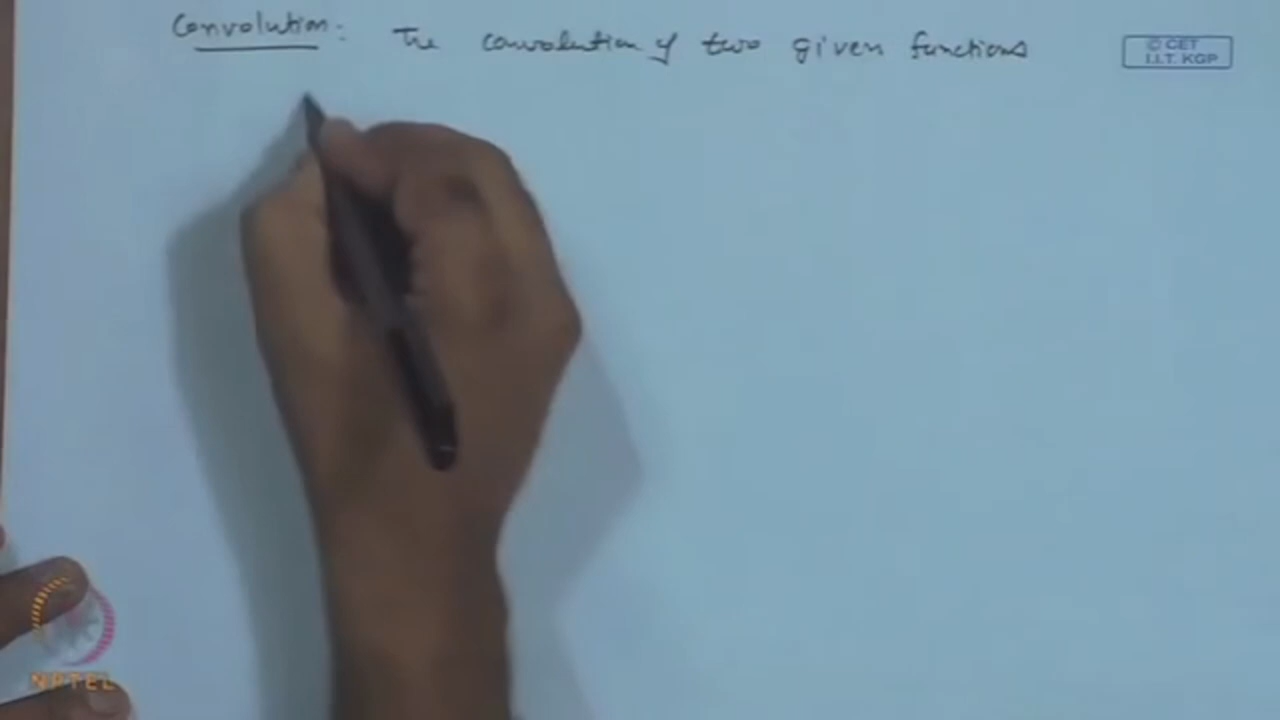 Convolution: The convolution of two given functions
© CET
I.I.T. KGP
NPTEL